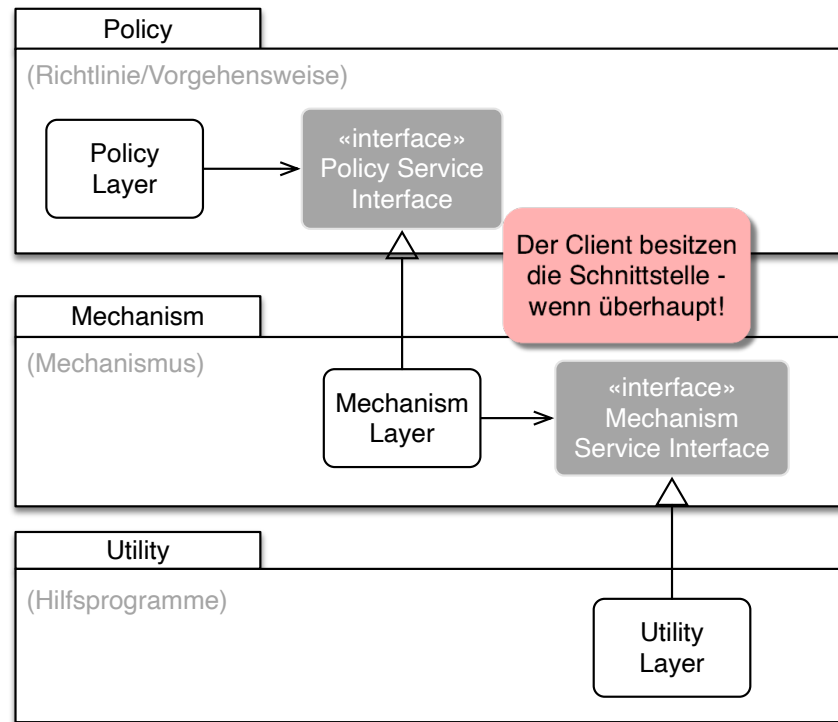 Policy
(Richtlinie/Vorgehensweise)
Policy
Layer
«interface»
Policy Service
Interface
Der Client besitzen
die Schnittstelle -
wenn überhaupt!
Mechanism
(Mechanismus)
Mechanism
Layer
«interface»
Mechanism
Service Interface
Utility
(Hilfsprogramme)
Utility
Layer